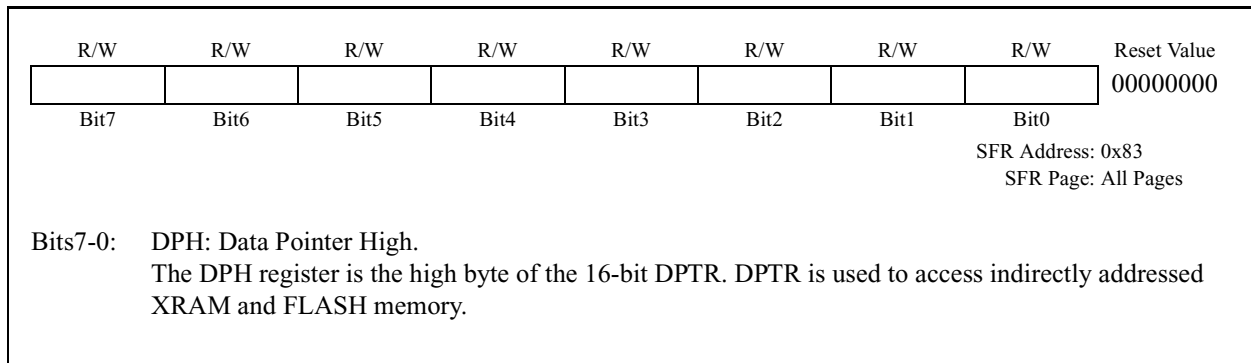 R/W R/W R/W R/W R/W R/W R/W R/W Reset Value
00000000
Bit7 Bit6 Bit5 Bit4 Bit3 Bit2 Bit1 Bit0
SFR Address: 0x83
SFR Page: All Pages
Bits7-0: DPH: Data Pointer High.
The DPH register is the high byte of the 16-bit DPTR. DPTR is used to access indirectly addressed
XRAM and FLASH memory.